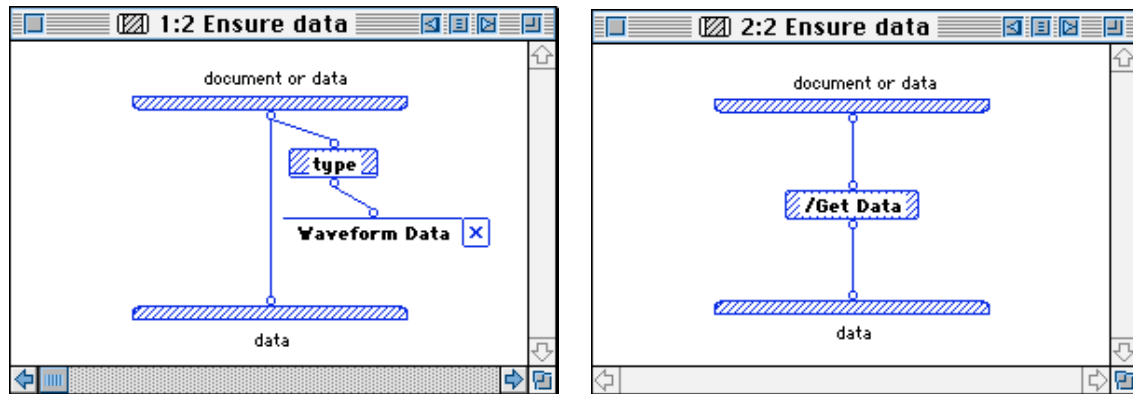 1:2 Ensure data
document or data
type
Waveform Data
data
2:2 Ensure data
document or data
/Get Data
data